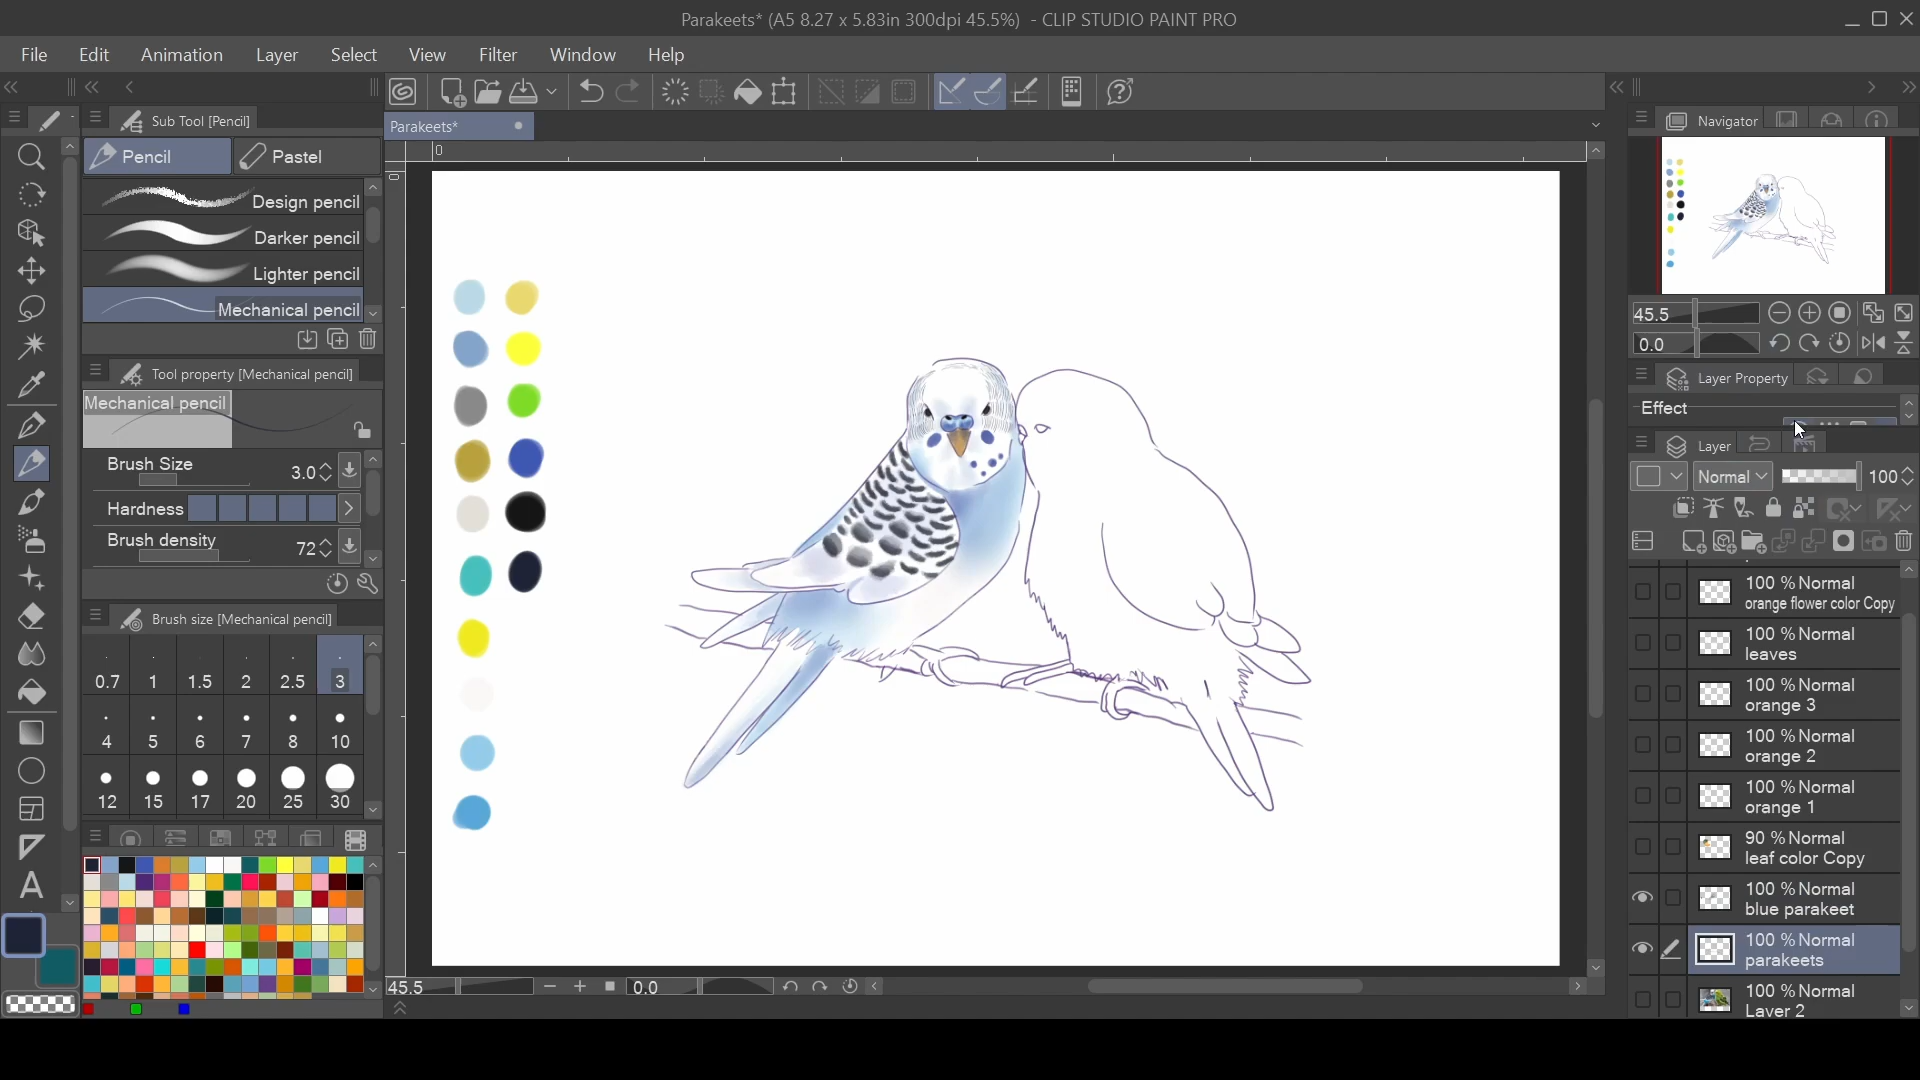 Parakeets* (A5 8.27 x 5.83in 300dpi 45.5%) - CLIP STUDIO PAINT PRO
File Edit Animation Layer Select View Filter Window Help
Sub Tool [Pencil]
Parakeets*
Navigator
Pencil Pastel
0
0
Design pencil
Darker pencil
Lighter pencil
Mechanical pencil
45.5
0.0
Tool property [Mechanical pencil]
Layer Property
Mechanical pencil
Effect
Layer
Brush Size 3.0
Normal 100
Hardness
Brush density 72
Brush size [Mechanical pencil]
0.7 1 1.5 2 2.5 3
4 5 6 7 8 10
12 15 17 20 25 30
A
100 % Normal
orange flower color Copy
100 % Normal
leaves
100 % Normal
orange 3
100 % Normal
orange 2
100 % Normal
orange 1
90 % Normal
leaf color Copy
100 % Normal
blue parakeet
100 % Normal
parakeets
100 % Normal
Layer 2
45.5 0.0